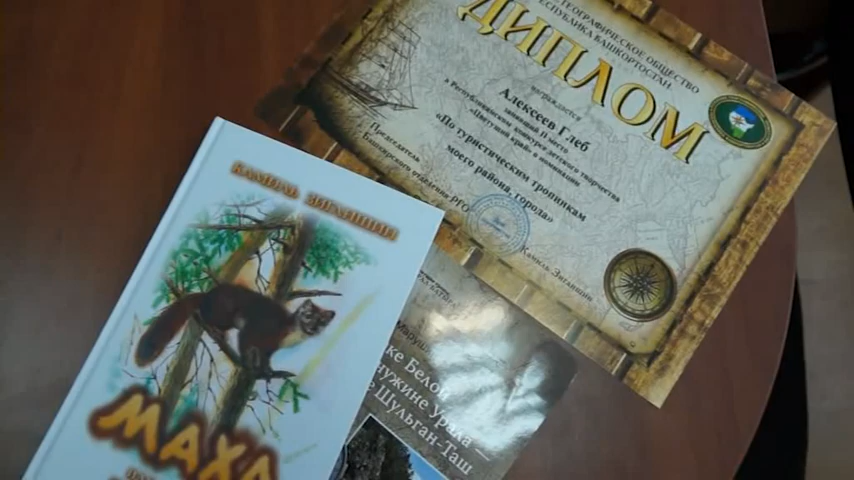 ГЕОГРАФИЧЕСКОЕ ОБЩЕСТВО
РЕСПУБЛИКА БАШКОРТОСТАН
ДИПЛОМ
награждается
Алексеев Глеб
занявший II место
в Республиканском конкурсе детского творчества
«Цветущий край» в номинации
«По туристическим тропинкам
моего района, города»
Председатель
Башкирского отделения РГО
Камиль Зиганшин
КАМИЛЬ ЗИГАНШИН
МАХА
Маруш
ке Белой
жемчужине Урала —
е Шульган-Таш